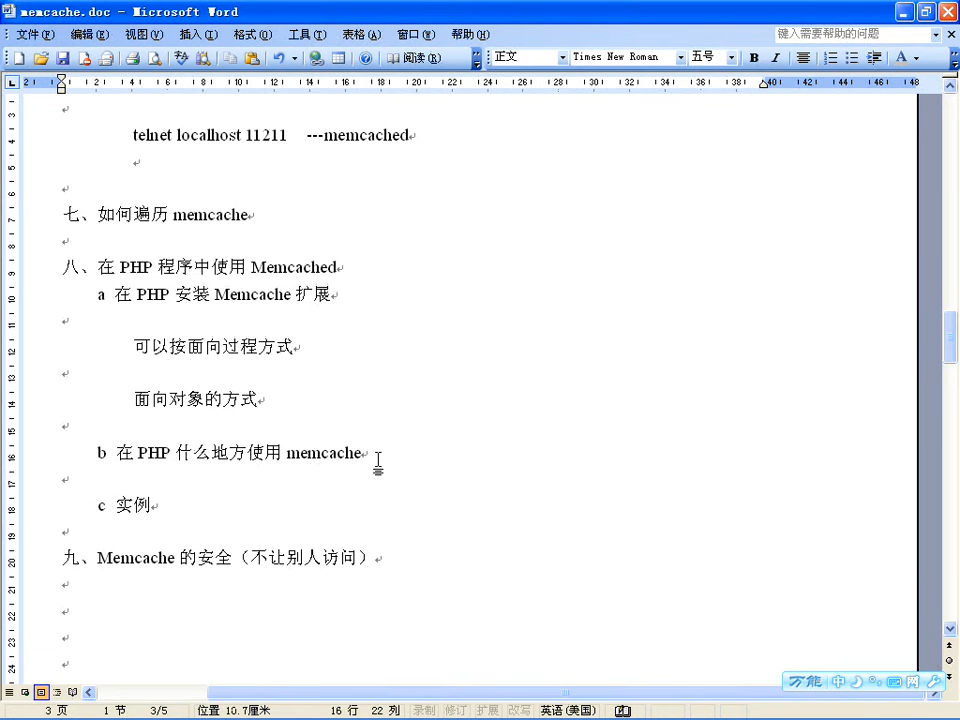 memcache.doc - Microsoft Word
文件(F) 编辑(E) 视图(V) 插入(I) 格式(O) 工具(T) 表格(A) 窗口(W) 帮助(H) 键入需要帮助的问题
阅读(R) 正文 Times New Roman 五号 B I A
telnet localhost 11211 ---memcached
七、如何遍历 memcache
八、在 PHP 程序中使用 Memcached
a 在 PHP 安装 Memcache 扩展
可以按面向过程方式
面向对象的方式
b 在 PHP 什么地方使用 memcache
c 实例
九、Memcache 的安全（不让别人访问）
万能 中
3 页 1 节 3/5 位置 10.7厘米 16 行 22 列 录制 修订 扩展 改写 英语(美国)